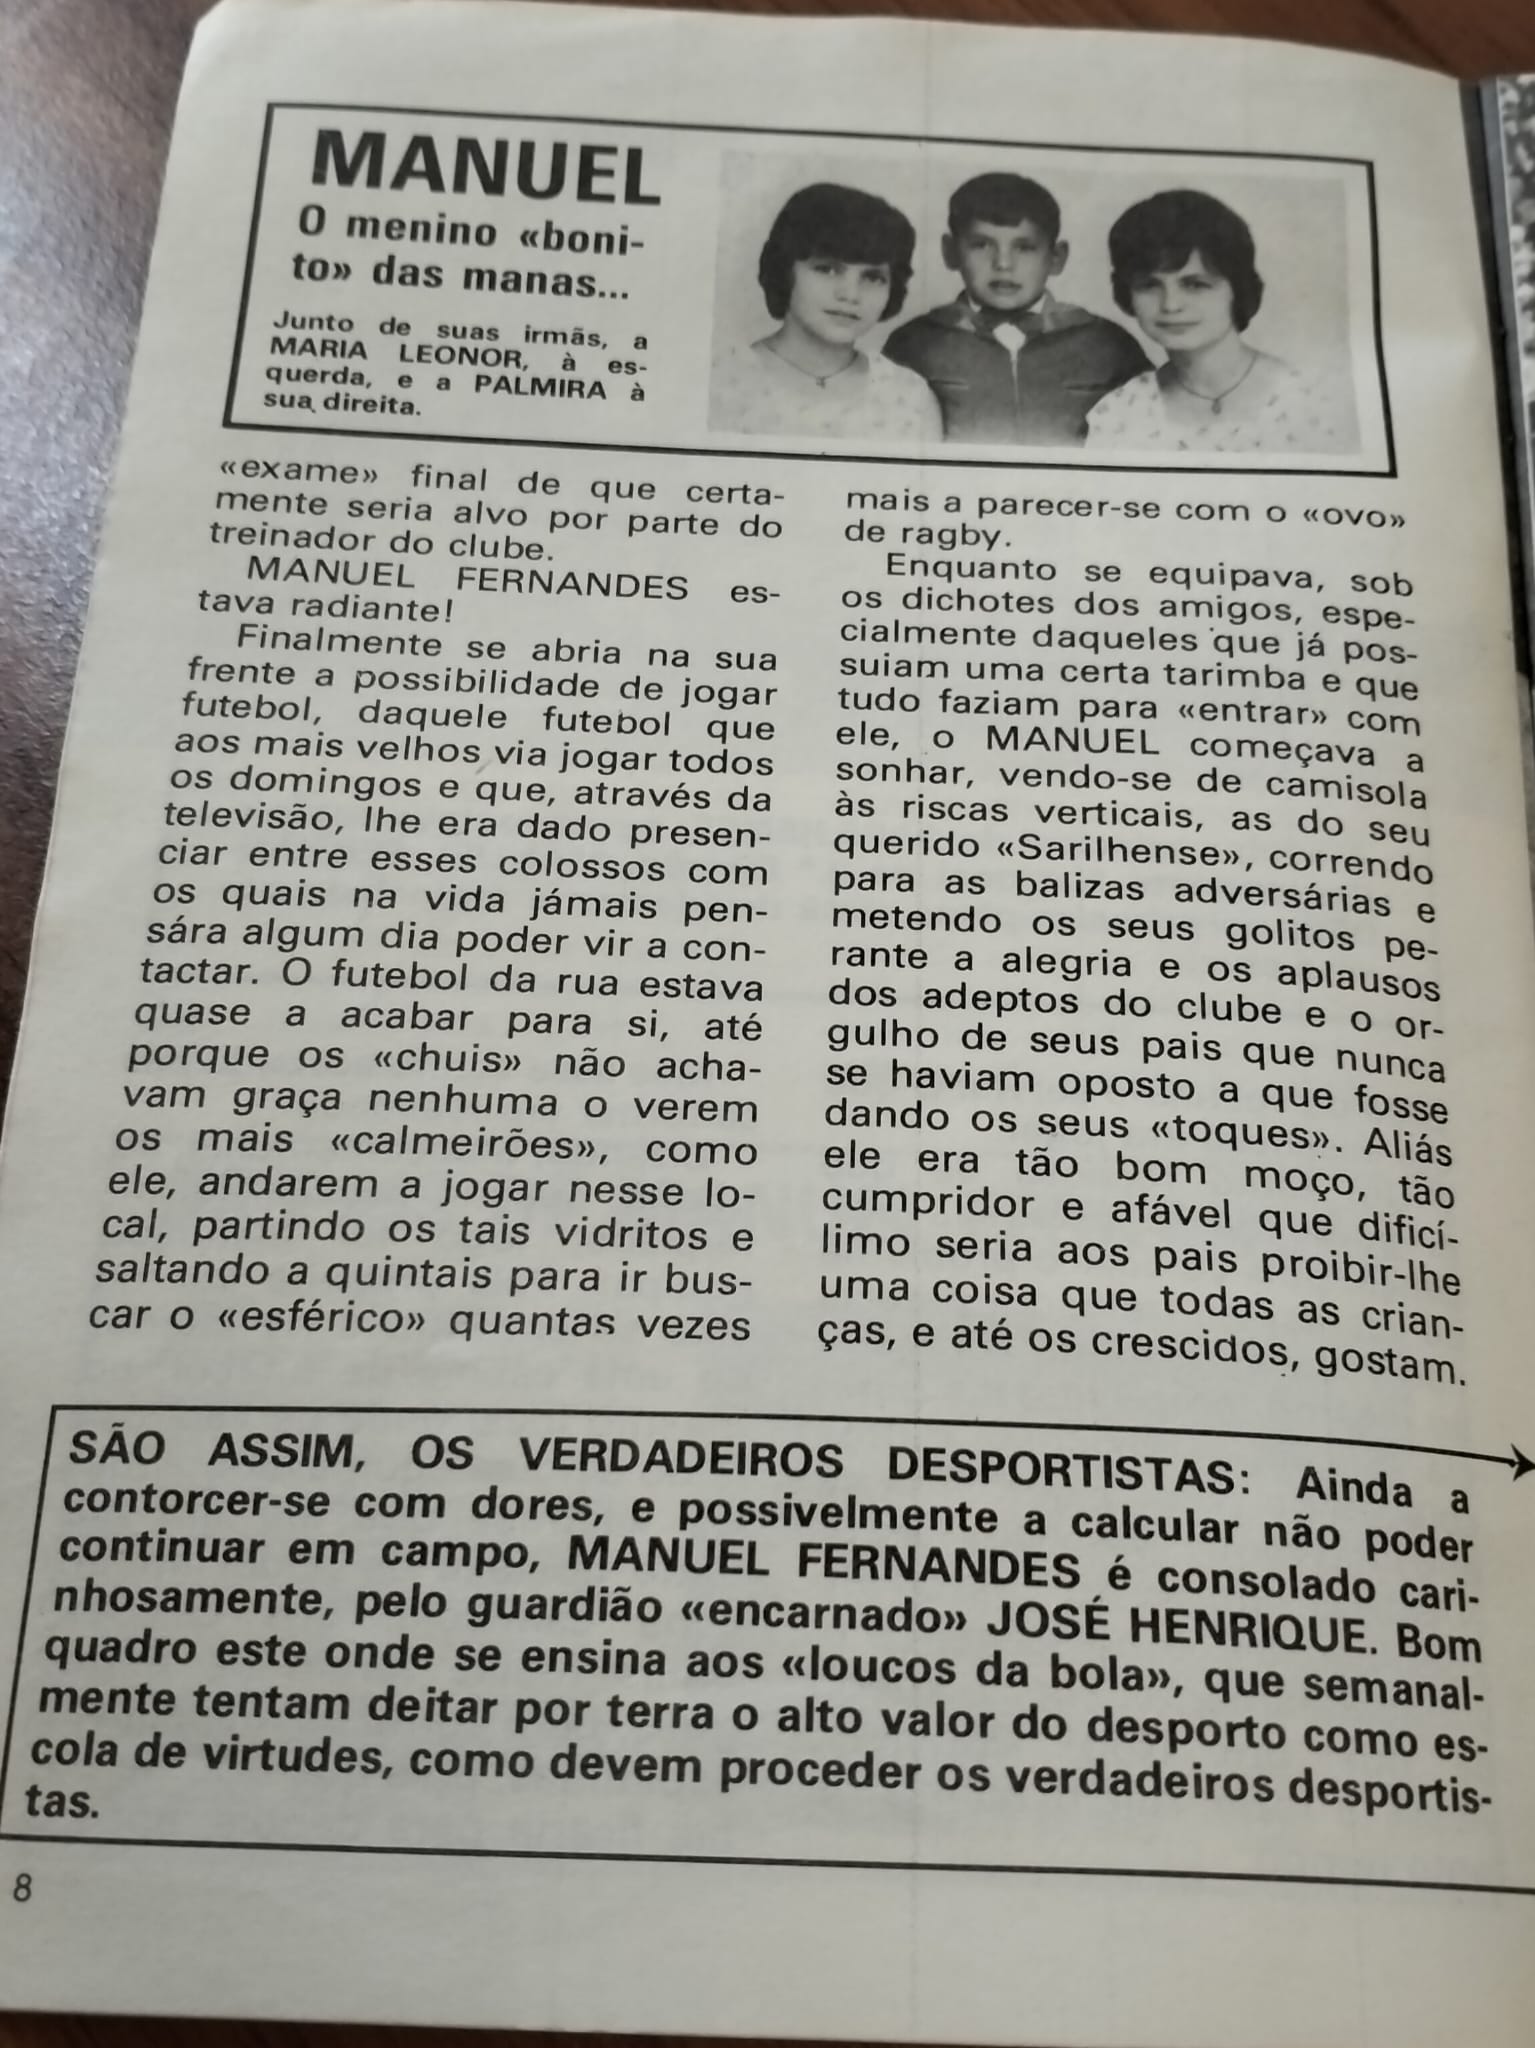 MANUEL
O menino «boni-
to» das manas...
Junto de suas irmãs, a
MARIA LEONOR, à es-
querda, e a PALMIRA à
sua direita.
«exame» final de que certa-
mente seria alvo por parte do
treinador do clube.
MANUEL FERNANDES es-
tava radiante!
Finalmente se abria na sua
frente a possibilidade de jogar
futebol, daquele futebol que
aos mais velhos via jogar todos
os domingos e que, através da
televisão, lhe era dado presen-
ciar entre esses colossos com
os quais na vida jámais pen-
sára algum dia poder vir a con-
tactar. O futebol da rua estava
quase a acabar para si, até
porque os «chuis» não acha-
vam graça nenhuma o verem
os mais «calmeirões», como
ele, andarem a jogar nesse lo-
cal, partindo os tais vidritos e
saltando a quintais para ir bus-
car o «esférico» quantas vezes
mais a parecer-se com o «ovo»
de ragby.
Enquanto se equipava, sob
os dichotes dos amigos, espe-
cialmente daqueles que já pos-
suiam uma certa tarimba e que
tudo faziam para «entrar» com
ele, o MANUEL começava a
sonhar, vendo-se de camisola
às riscas verticais, as do seu
querido «Sarilhense», correndo
para as balizas adversárias e
metendo os seus golitos pe-
rante a alegria e os aplausos
dos adeptos do clube e o or-
gulho de seus pais que nunca
se haviam oposto a que fosse
dando os seus «toques». Aliás
ele era tão bom moço, tão
cumpridor e afável que dificí-
limo seria aos pais proibir-lhe
uma coisa que todas as crian-
ças, e até os crescidos, gostam.
SÃO ASSIM, OS VERDADEIROS DESPORTISTAS: Ainda a
contorcer-se com dores, e possivelmente a calcular não poder
continuar em campo, MANUEL FERNANDES é consolado cari-
nhosamente, pelo guardião «encarnado» JOSÉ HENRIQUE. Bom
quadro este onde se ensina aos «loucos da bola», que semanal-
mente tentam deitar por terra o alto valor do desporto como es-
cola de virtudes, como devem proceder os verdadeiros desportis-
tas.
8